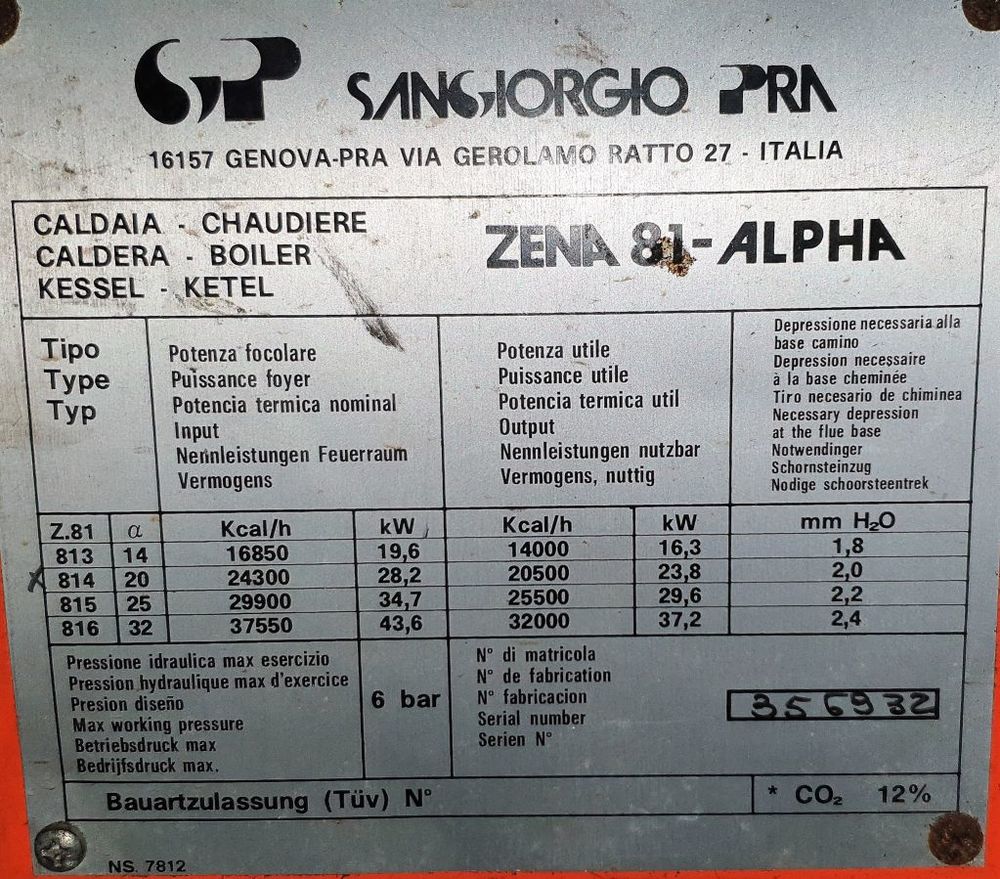 GP SANGIORGIO PRA
16157 GENOVA-PRA VIA GEROLAMO RATTO 27 - ITALIA
CALDAIA - CHAUDIERE
CALDERA - BOILER
KESSEL - KETEL
ZENA 81-ALPHA
Tipo
Type
Typ
Potenza focolare
Puissance foyer
Potencia termica nominal
Input
Nennleistungen Feuerraum
Vermogens
Potenza utile
Puissance utile
Potencia termica util
Output
Nennleistungen nutzbar
Vermogens, nuttig
Depressione necessaria alla
base camino
Depression necessaire
à la base cheminée
Tiro necesario de chiminea
Necessary depression
at the flue base
Notwendinger
Schornsteinzug
Nodige schoorsteentrek
Z.81 α Kcal/h kW Kcal/h kW mm H₂O
813 14 16850 19,6 14000 16,3 1,8
x 814 20 24300 28,2 20500 23,8 2,0
815 25 29900 34,7 25500 29,6 2,2
816 32 37550 43,6 32000 37,2 2,4
Pressione idraulica max esercizio
Pression hydraulique max d'exercice
Presion diseño
Max working pressure
Betriebsdruck max
Bedrijfsdruck max.
6 bar
N° di matricola
N° de fabrication
N° fabricacion
Serial number
Serien N°
356932
Bauartzulassung (Tüv) N°
* CO₂ 12%
NS. 7812